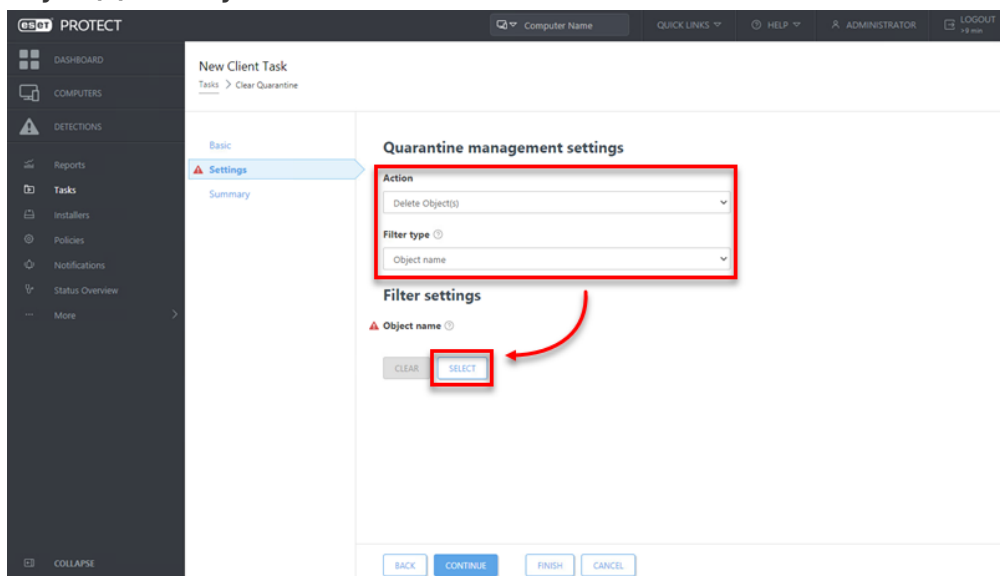 eset PROTECT
Computer Name
QUICK LINKS
HELP
ADMINISTRATOR
LOGOUT
>9 min
DASHBOARD
COMPUTERS
DETECTIONS
Reports
Tasks
Installers
Policies
Notifications
Status Overview
More
COLLAPSE
New Client Task
Tasks > Clear Quarantine
Basic
Settings
Summary
Quarantine management settings
Action
Delete Object(s)
Filter type
Object name
Filter settings
Object name
CLEAR SELECT
BACK CONTINUE FINISH CANCEL